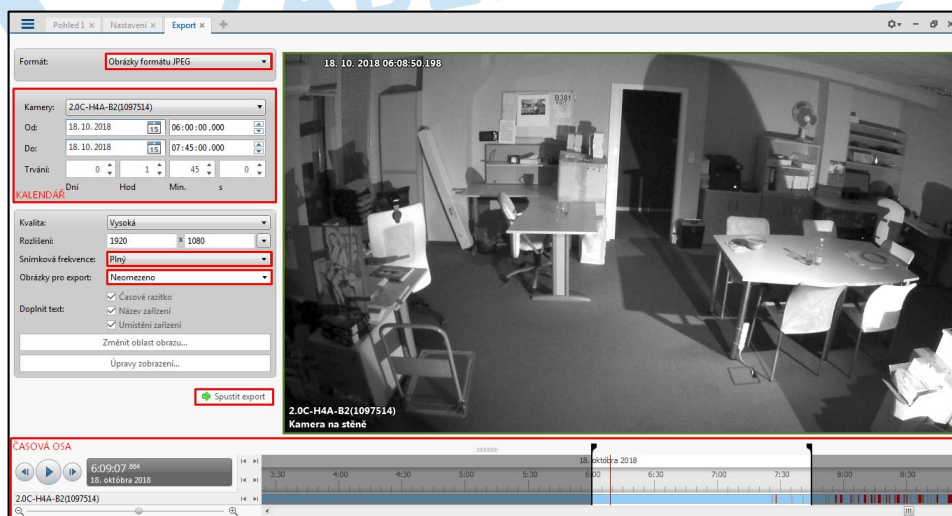 Pohled 1 ×
Nastavení ×
Export ×
Formát:
Obrázky formátu JPEG
Kamery:
2.0C-H4A-B2(1097514)
Od:
18. 10. 2018
15
06:00:00.000
Do:
18. 10. 2018
15
07:45:00.000
Trvání:
0
1
45
0
Dní
Hod
Min.
s
KALENDÁŘ
Kvalita:
Vysoká
Rozlišení:
1920
x
1080
Snímková frekvence:
Plný
Obrázky pro export:
Neomezeno
Doplnit text:
Časové razítko
Název zařízení
Umístění zařízení
Změnit oblast obrazu...
Úpravy zobrazení...
Spustit export
18. 10. 2018 06:08:50.198
B381
2.0C-H4A-B2(1097514)
Kamera na stěně
ČASOVÁ OSA
6:09:07.864
18. októbra 2018
2.0C-H4A-B2(1097514)
18. októbra 2018
3:30
4:00
4:30
5:00
5:30
6:00
6:30
7:00
7:30
8:00
8:30